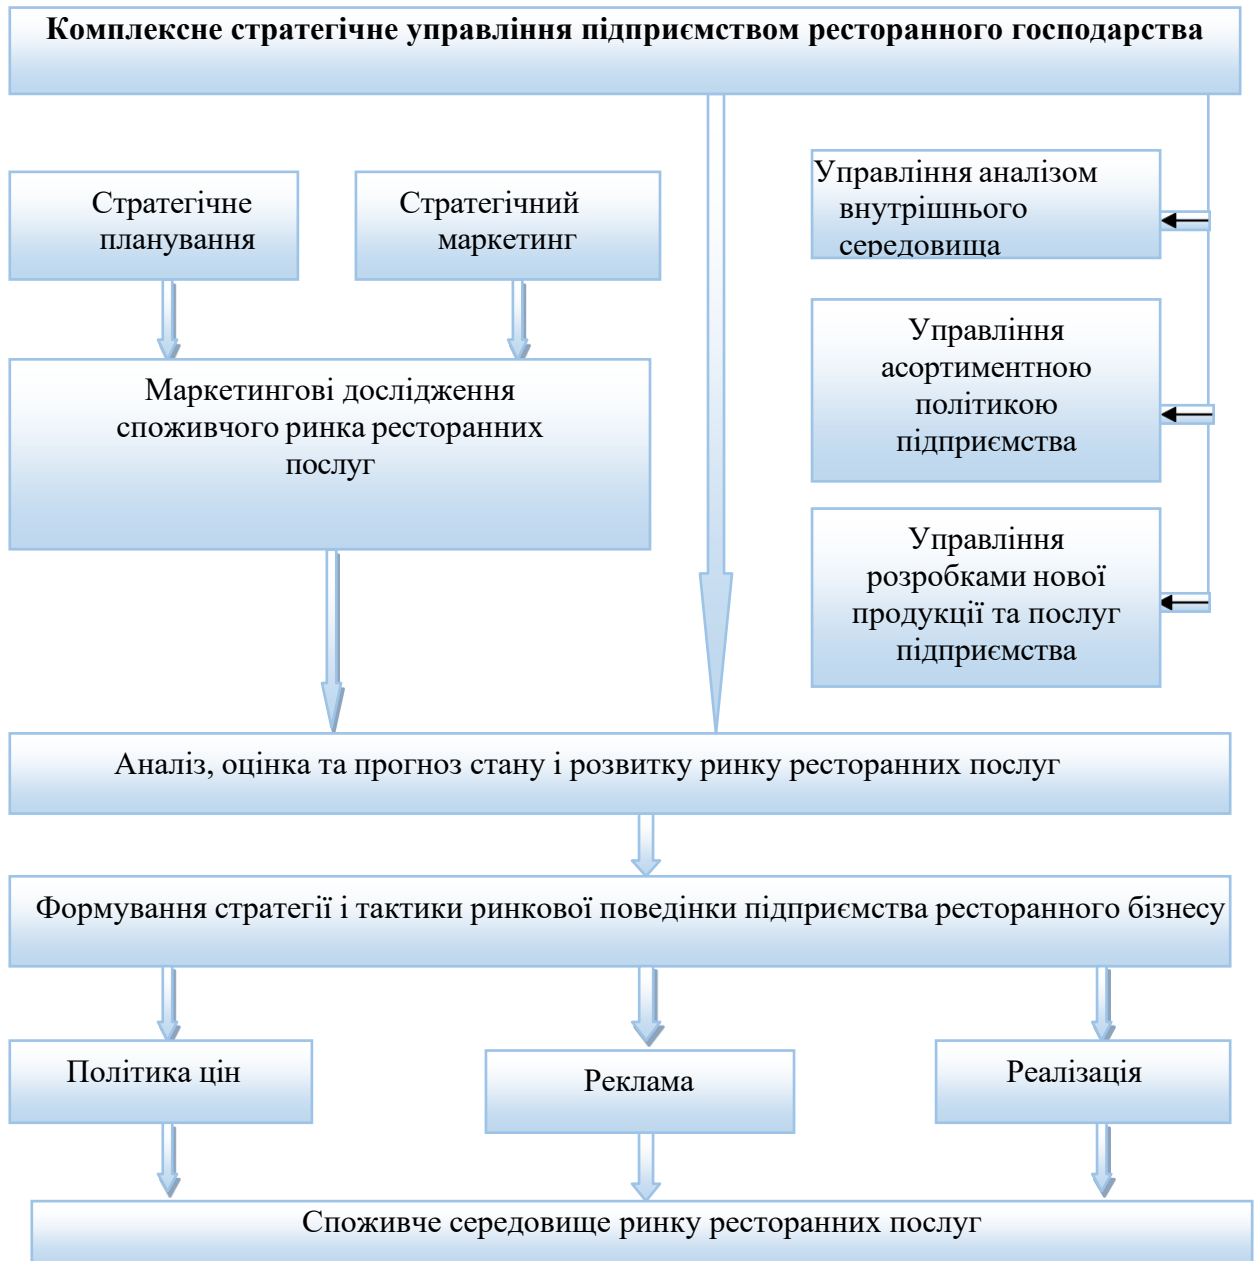 Комплексне стратегічне управління підприємством ресторанного господарства
Стратегічне
планування
Стратегічний
маркетинг
Управління аналізом
внутрішнього
середовища
Управління
асортиментною
політикою
підприємства
Маркетингові дослідження
споживчого ринка ресторанних
послуг
Управління
розробками нової
продукції та послуг
підприємства
Аналіз, оцінка та прогноз стану і розвитку ринку ресторанних послуг
Формування стратегії і тактики ринкової поведінки підприємства ресторанного бізнесу
Політика цін
Реклама
Реалізація
Споживче середовище ринку ресторанних послуг